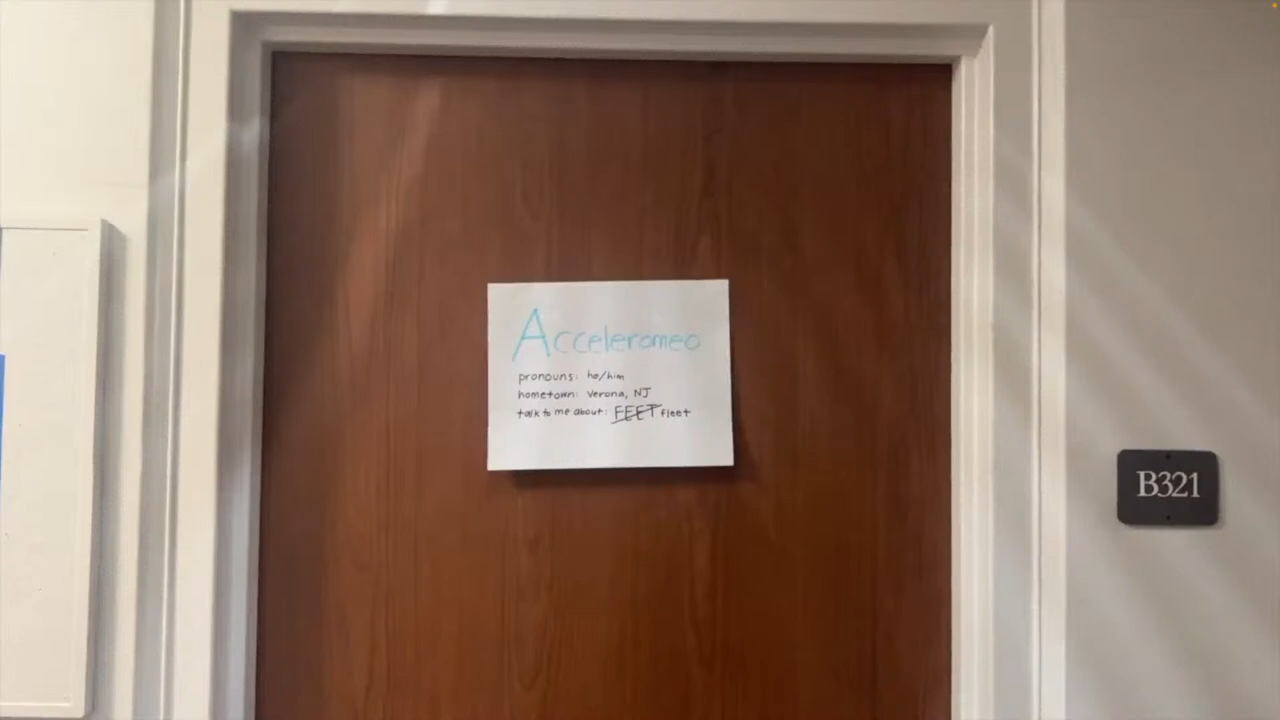 Acceleromeo
pronouns: he/him
hometown: Verona, NJ
talk to me about: FEET fleet
B321